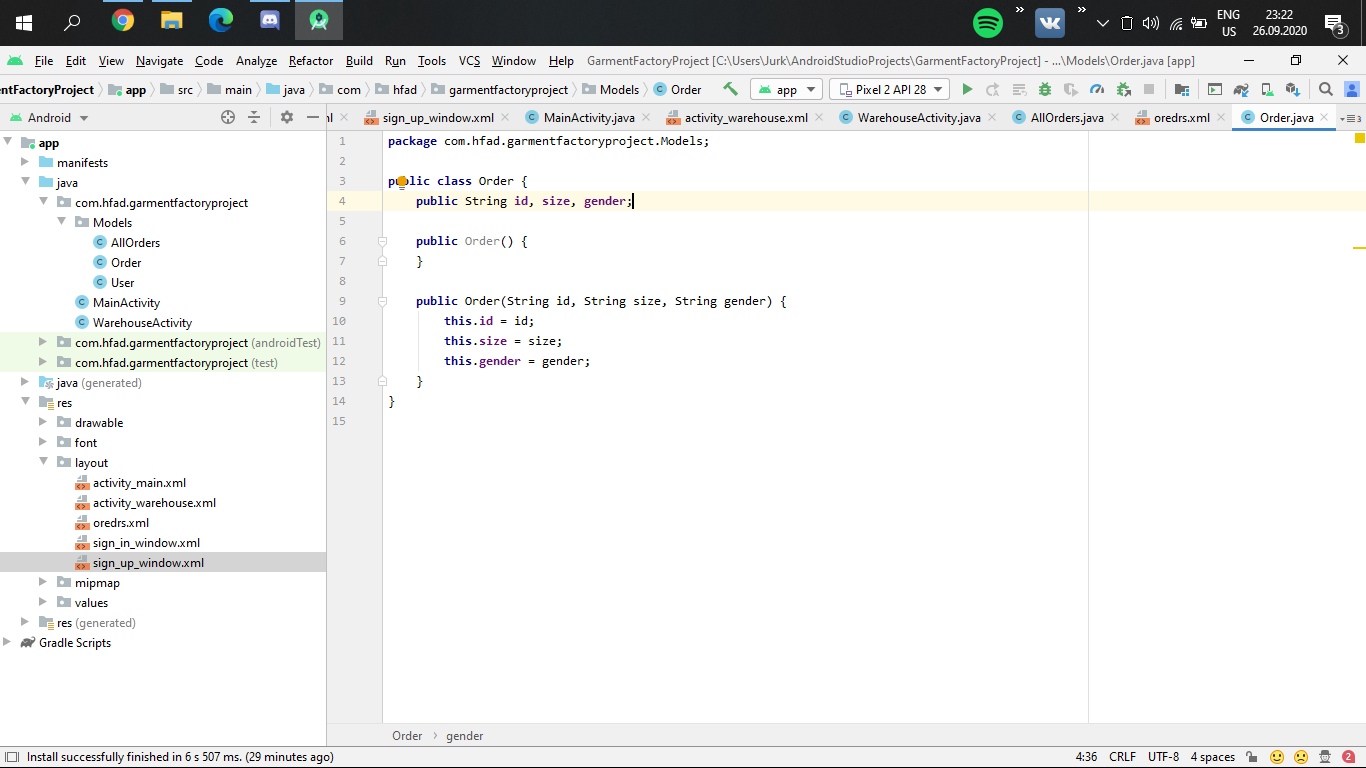 ENG
US
23:22
26.09.2020
3
File Edit View Navigate Code Analyze Refactor Build Run Tools VCS Window Help GarmentFactoryProject [C:\Users\Jurk\AndroidStudioProjects\GarmentFactoryProject] - ...\Models\Order.java [app]
entFactoryProject app src main java com hfad garmentfactoryproject Models Order app Pixel 2 API 28
Android
sign_up_window.xml MainActivity.java activity_warehouse.xml WarehouseActivity.java AllOrders.java oredrs.xml Order.java
app
manifests
java
com.hfad.garmentfactoryproject
Models
AllOrders
Order
User
MainActivity
WarehouseActivity
com.hfad.garmentfactoryproject (androidTest)
com.hfad.garmentfactoryproject (test)
java (generated)
res
drawable
font
layout
activity_main.xml
activity_warehouse.xml
oredrs.xml
sign_in_window.xml
sign_up_window.xml
mipmap
values
res (generated)
Gradle Scripts
1 package com.hfad.garmentfactoryproject.Models;
2
3 public class Order {
4 public String id, size, gender;
5
6 public Order() {
7 }
8
9 public Order(String id, String size, String gender) {
10 this.id = id;
11 this.size = size;
12 this.gender = gender;
13 }
14 }
15
Order gender
Install successfully finished in 6 s 507 ms. (29 minutes ago) 4:36 CRLF UTF-8 4 spaces 2